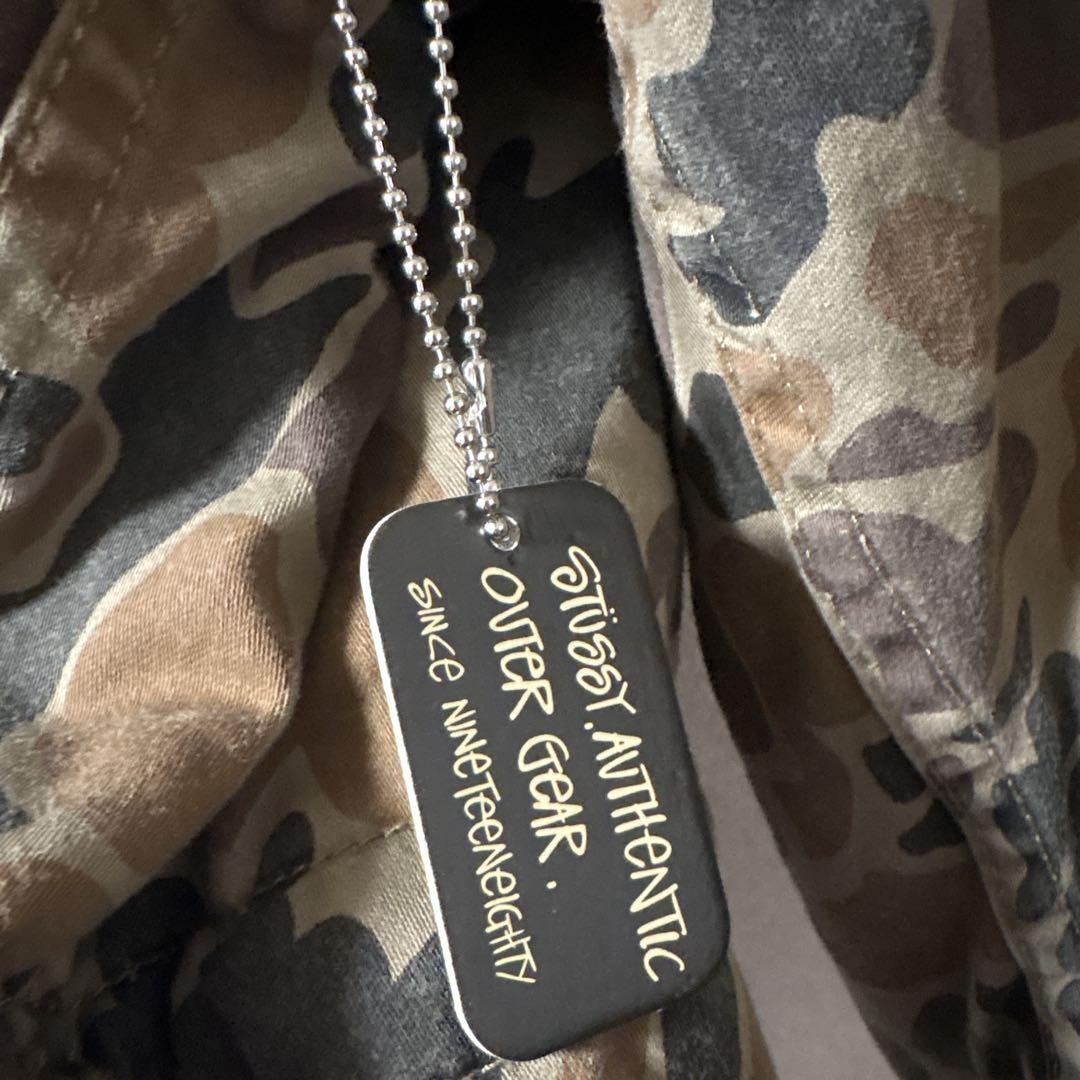 STÜSSY. AUTHENTIC
OUTER GEAR.
SINCE NINETEENEIGHTY